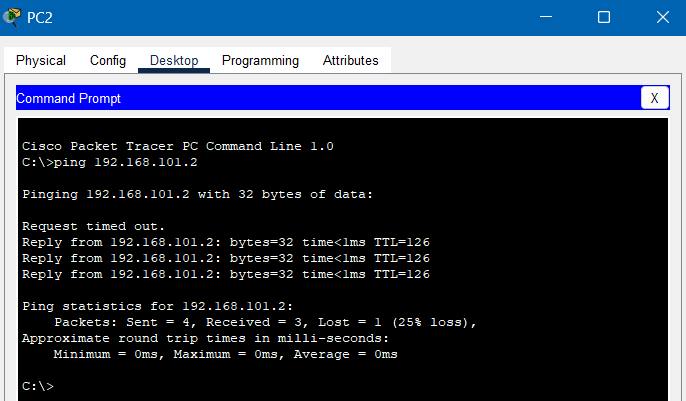 PC2
Physical Config Desktop Programming Attributes
Command Prompt X
Cisco Packet Tracer PC Command Line 1.0
C:\>ping 192.168.101.2
Pinging 192.168.101.2 with 32 bytes of data:
Request timed out.
Reply from 192.168.101.2: bytes=32 time<1ms TTL=126
Reply from 192.168.101.2: bytes=32 time<1ms TTL=126
Reply from 192.168.101.2: bytes=32 time<1ms TTL=126
Ping statistics for 192.168.101.2:
    Packets: Sent = 4, Received = 3, Lost = 1 (25% loss),
Approximate round trip times in milli-seconds:
    Minimum = 0ms, Maximum = 0ms, Average = 0ms
C:\>